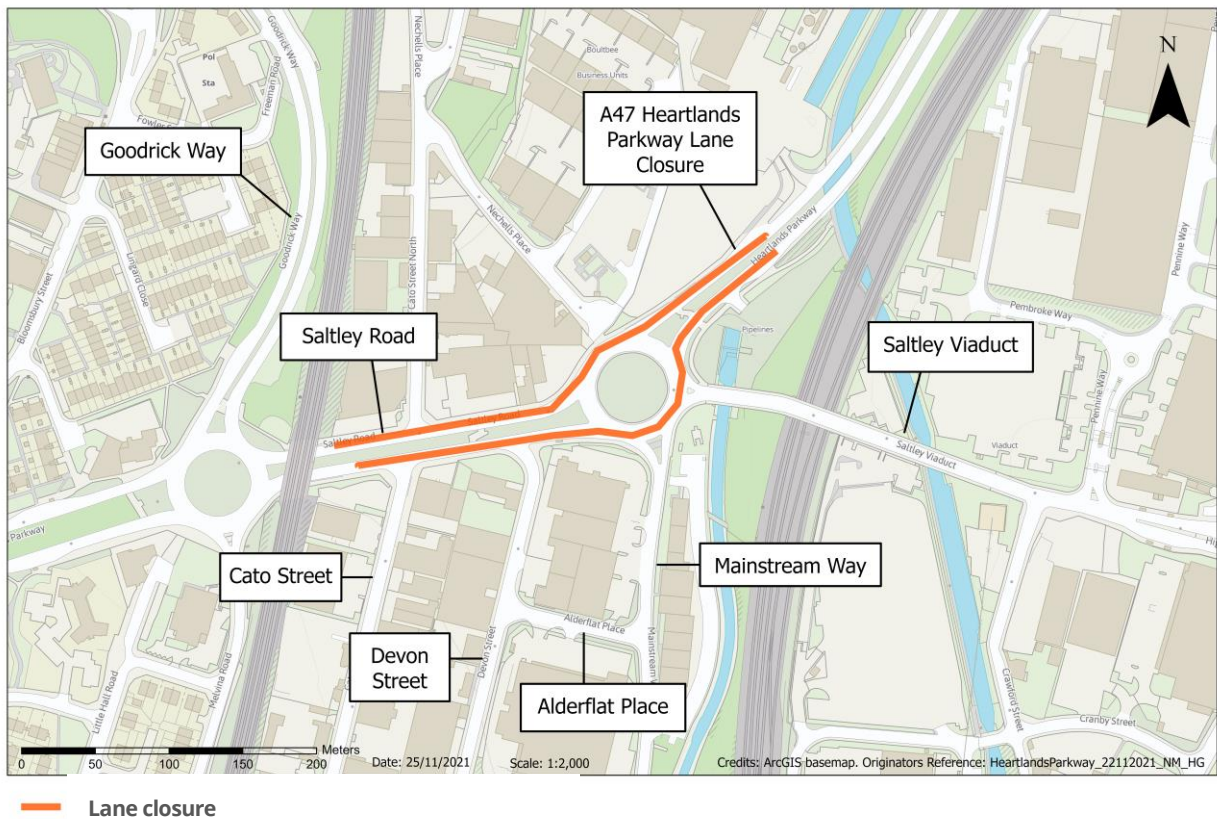 Goodrick Way
Pol
Sta
Freeman Road
Goodrick Way
Nechells Place
Boultbee
Business Units
A47 Heartlands
Parkway Lane
Closure
N
Goodrick Way
Lingard Close
Bloomsbury Street
Cato Street North
Nechells Place
Heartlands Parkway
Pennine Way
Pembroke Way
Pipelines
Saltley Road
Saltley Viaduct
Saltley Road
Saltley Road
Pennine Way
Viaduct
Saltley Viaduct
Parkway
Cato Street
Mainstream Way
Alderflat Place
Devon
Street
Devon Street
Alderflat Place
Little Hall Road
Melvina Road
Crawford Street
Cranby Street
Meters
0 50 100 150 200
Date: 25/11/2021
Scale: 1:2,000
Credits: ArcGIS basemap. Originators Reference: HeartlandsParkway_22112021_NM_HG
Lane closure